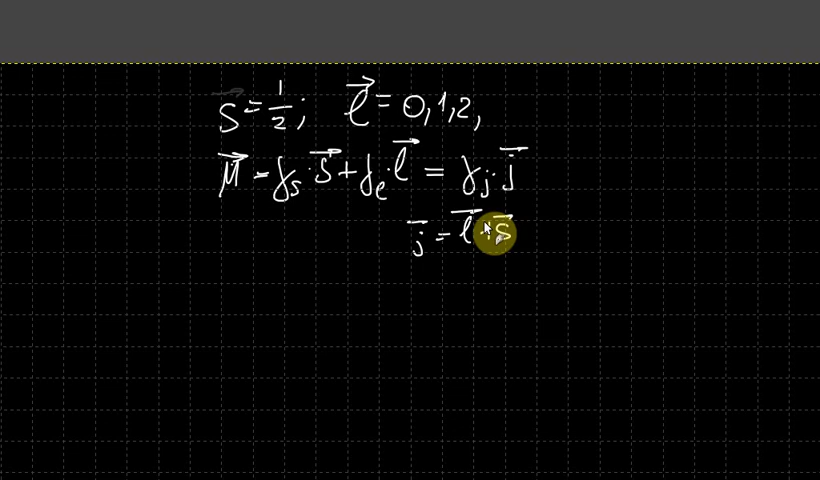 s⃗ = 1/2; l⃗ = 0,1,2,
μ⃗ = γs · s⃗ + γl · l⃗ = γj · j⃗
j⃗ = l⃗ + s⃗